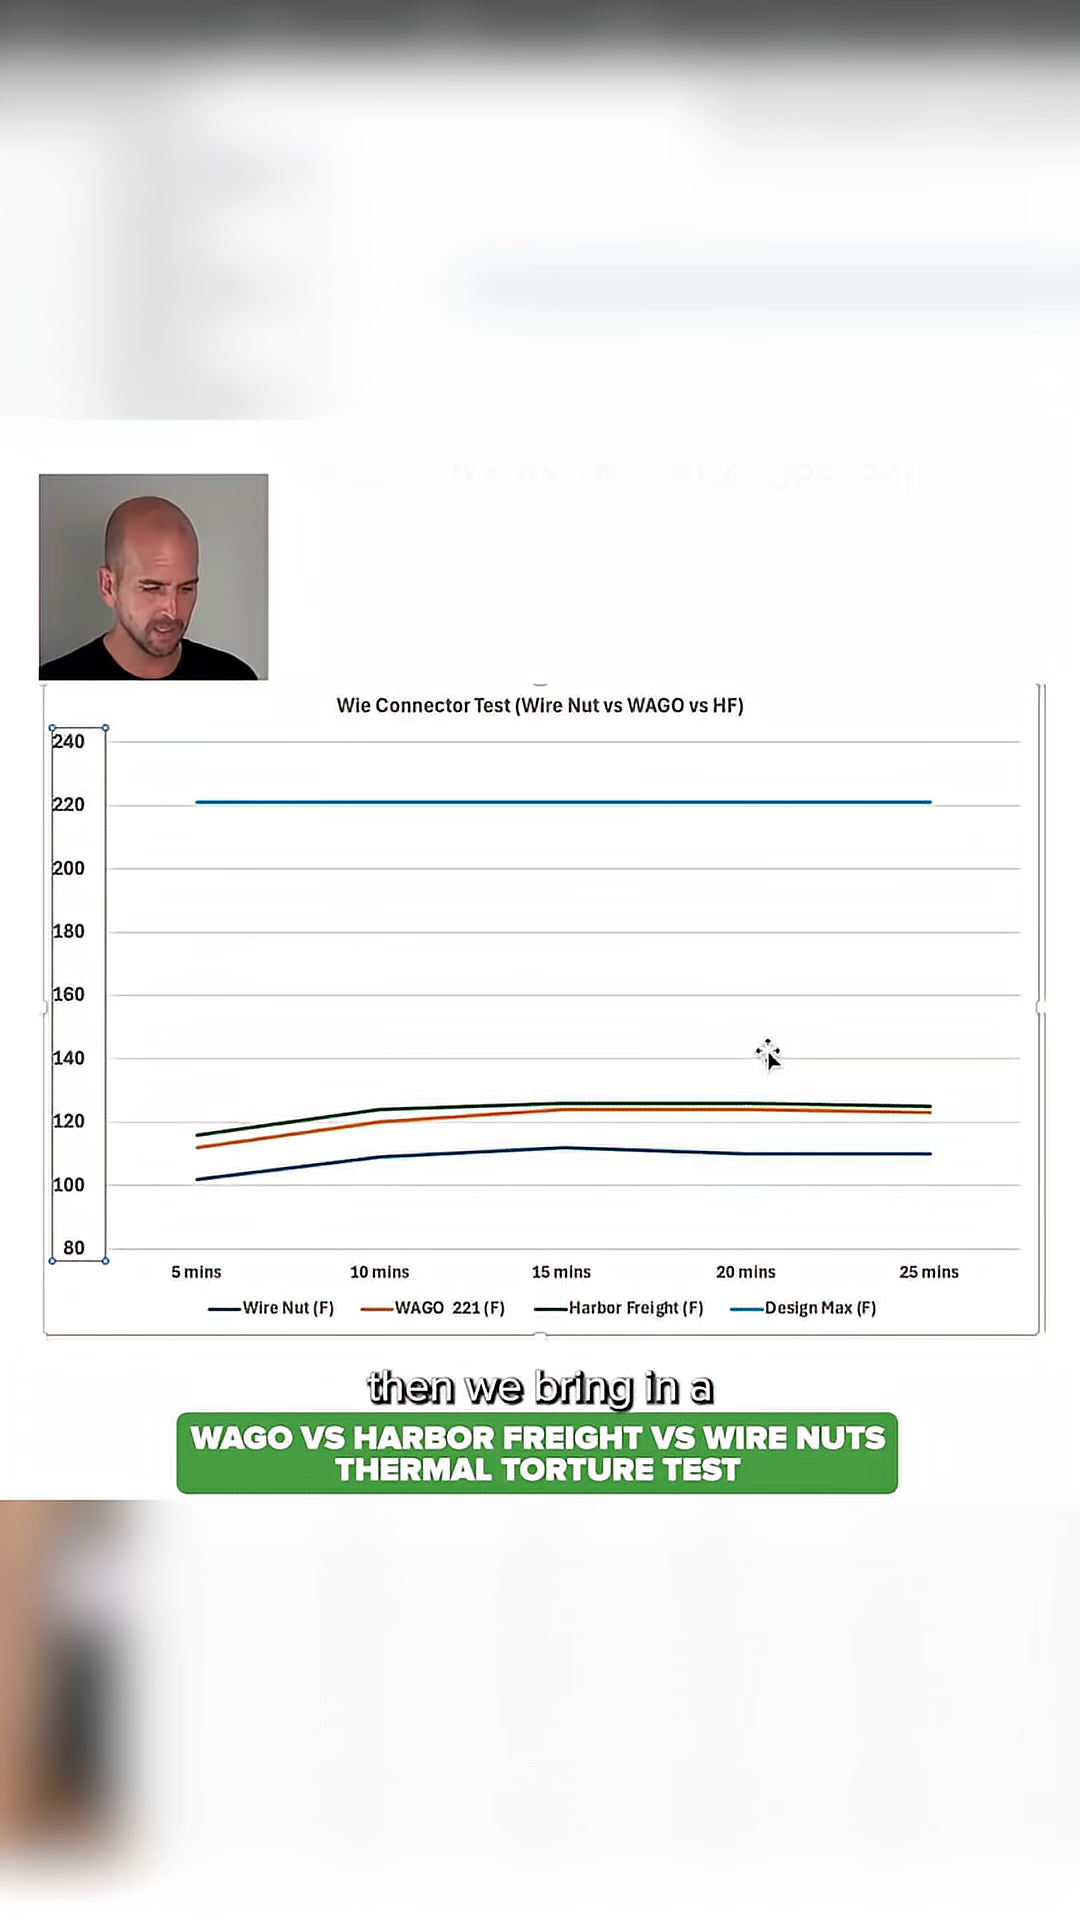 Wie Connector Test (Wire Nut vs WAGO vs HF)
240
220
200
180
160
140
120
100
80
5 mins 10 mins 15 mins 20 mins 25 mins
Wire Nut (F) WAGO 221 (F) Harbor Freight (F) Design Max (F)
then we bring in a
WAGO VS HARBOR FREIGHT VS WIRE NUTS
THERMAL TORTURE TEST